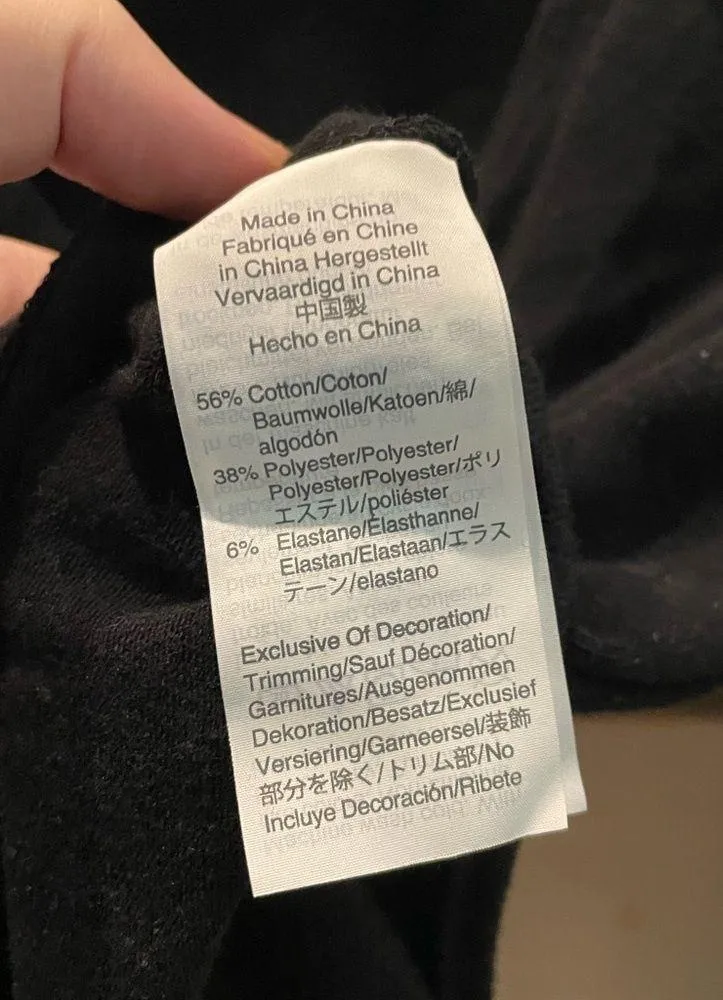 Made in China
Fabriqué en Chine
in China Hergestellt
Vervaardigd in China
中国製
Hecho en China
56% Cotton/Coton/
Baumwolle/Katoen/綿/
algodón
38% Polyester/Polyester/
Polyester/Polyester/ポリ
エステル/poliéster
6% Elastane/Élasthanne/
Elastan/Elastaan/エラス
テーン/elastano
Exclusive Of Decoration/
Trimming/Sauf Décoration/
Garnitures/Ausgenommen
Dekoration/Besatz/Exclusief
Versiering/Garneersel/装飾
部分を除く/トリム部/No
Incluye Decoración/Ribete